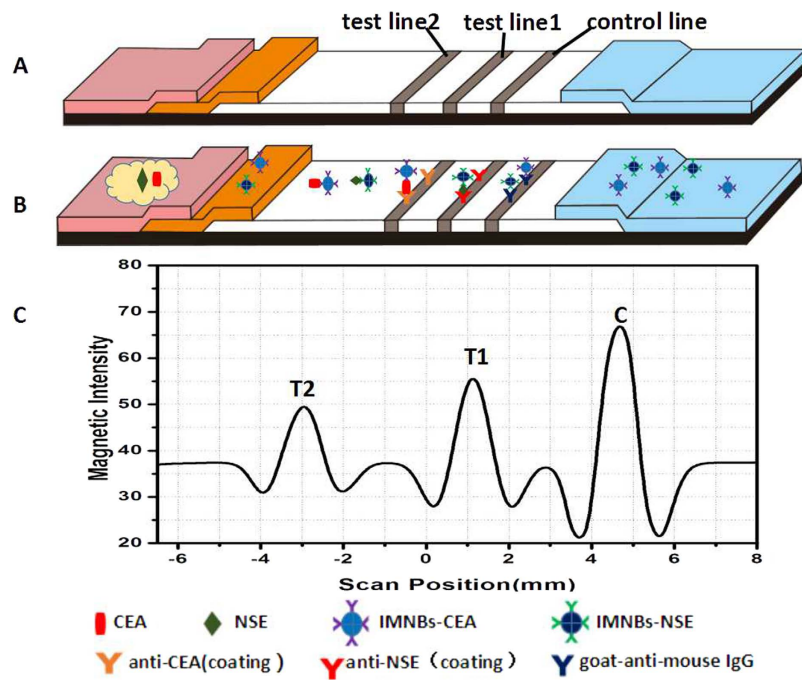 test line2 test line1 control line
A
B
C
80
70
60
50
40
30
20
Magnetic Intensity
T2
T1
C
-6 -4 -2 0 2 4 6 8
Scan Position(mm)
CEA NSE IMNBs-CEA IMNBs-NSE
anti-CEA(coating) anti-NSE (coating) goat-anti-mouse IgG